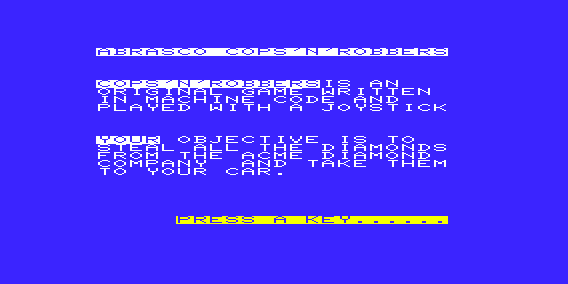 ABRASCO COPS'N'ROBBERS
COPS'N'ROBBERS IS AN
ORIGINAL GAME WRITTEN
IN MACHINE CODE AND
PLAYED WITH A JOYSTICK
YOUR OBJECTIVE IS TO
STEAL ALL THE DIAMONDS
FROM THE ACME DIAMOND
COMPANY AND TAKE THEM
TO YOUR CAR.
PRESS A KEY......